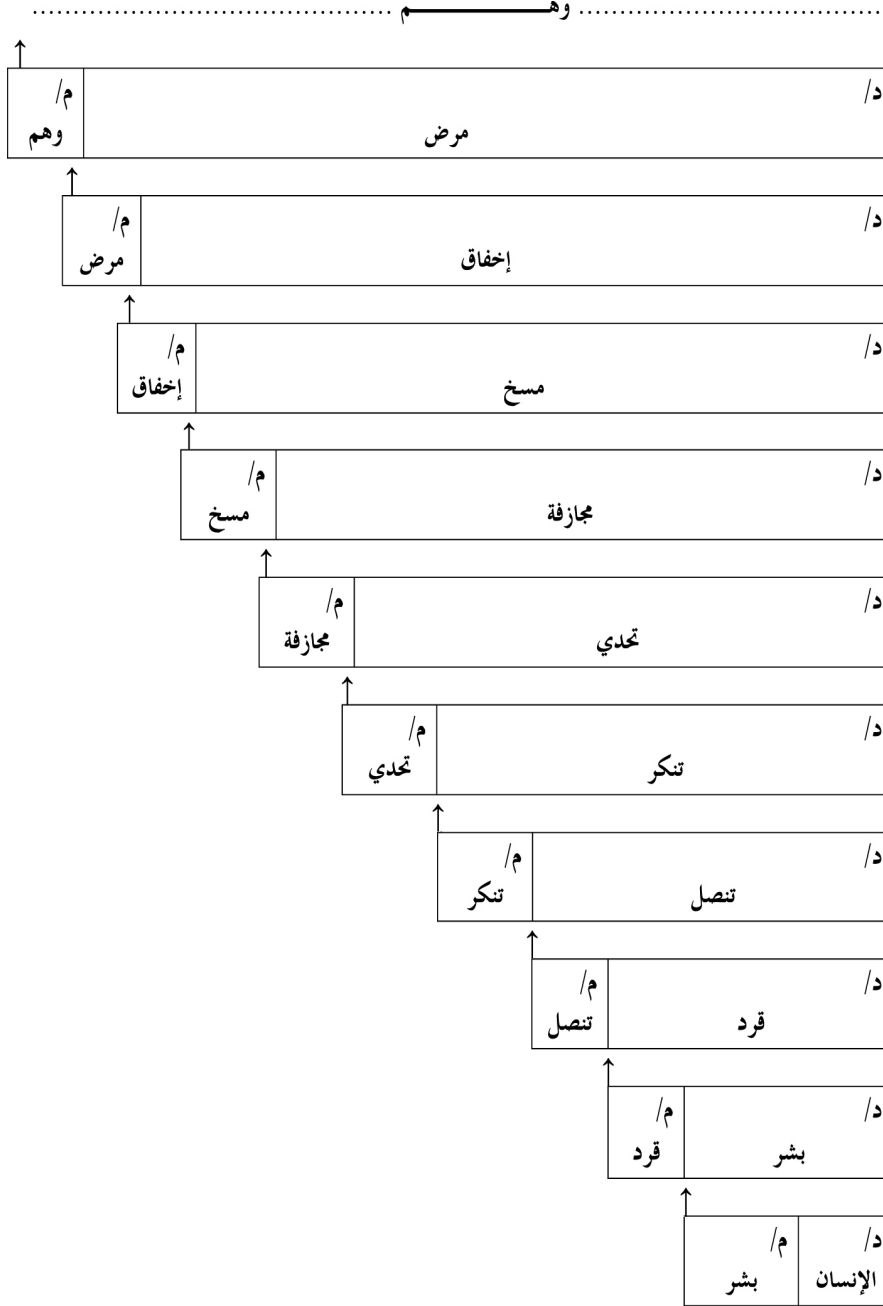 ................................................ وهـــــــــم ................................................
د/ م/
مرض وهم
د/ م/
إخفاق مرض
د/ م/
مسخ إخفاق
د/ م/
مجازفة مسخ
د/ م/
تحدي مجازفة
د/ م/
تنكر تحدي
د/ م/
تنصل تنكر
د/ م/
قرد تنصل
د/ م/
بشر قرد
د/ م/
الإنسان بشر